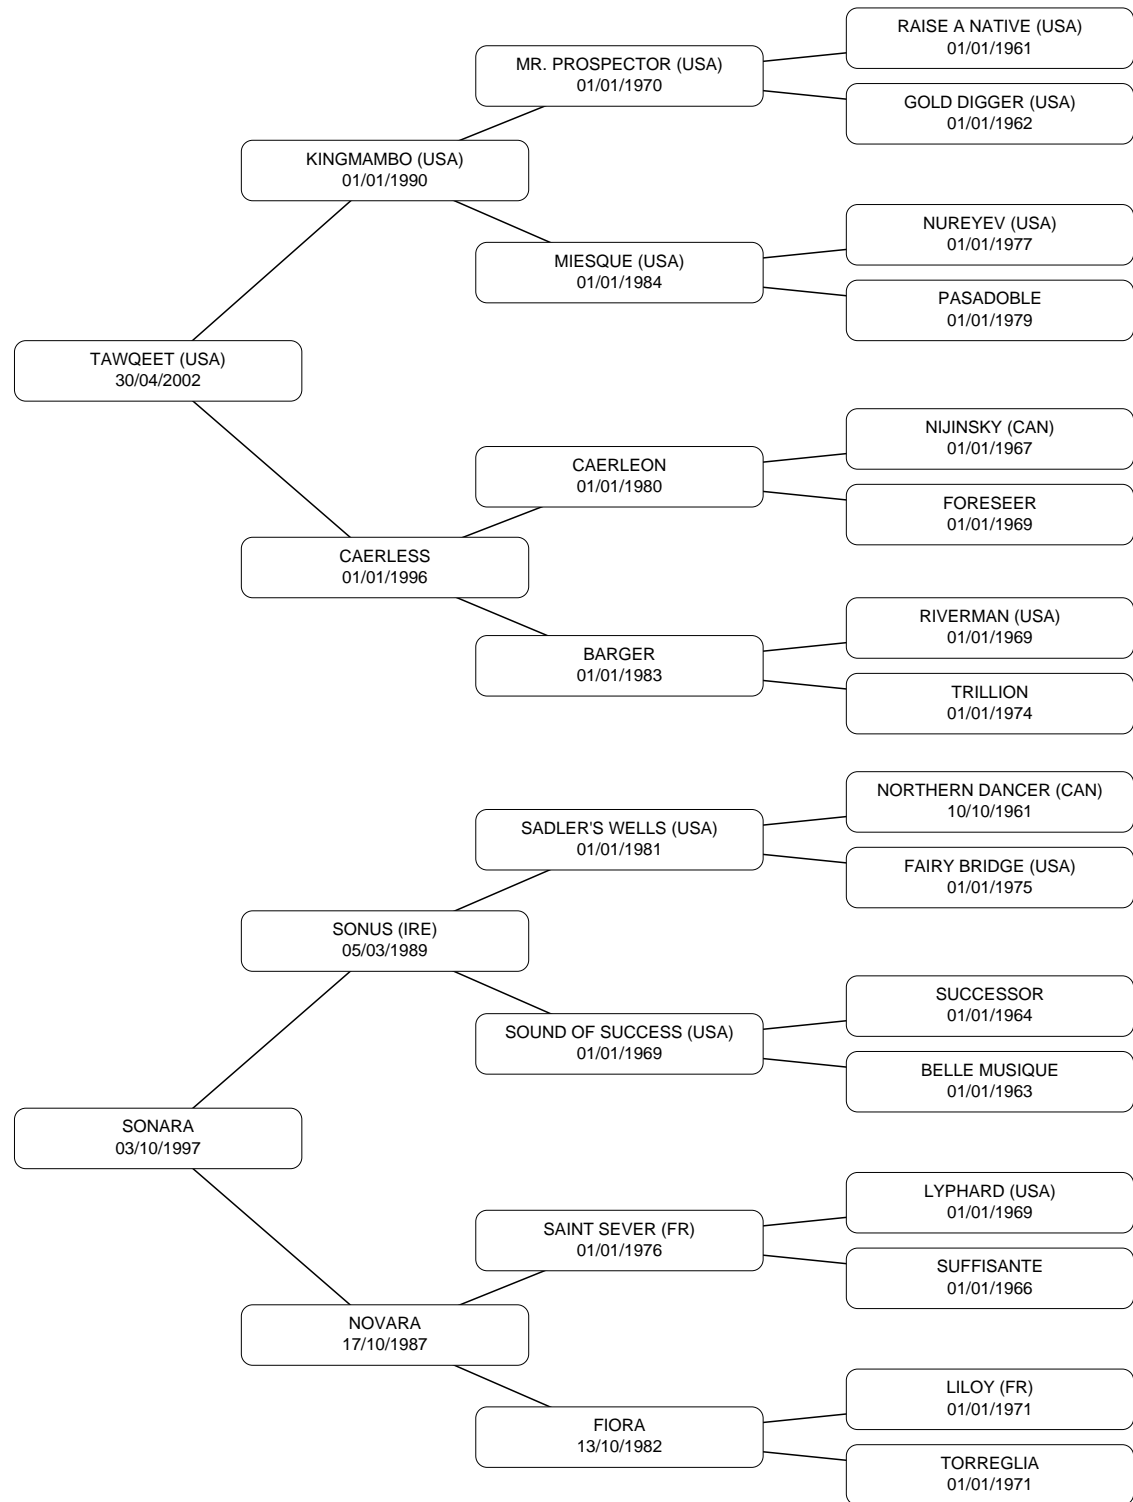 RAISE A NATIVE (USA)
01/01/1961
MR. PROSPECTOR (USA)
01/01/1970
GOLD DIGGER (USA)
01/01/1962
KINGMAMBO (USA)
01/01/1990
NUREYEV (USA)
01/01/1977
MIESQUE (USA)
01/01/1984
PASADOBLE
01/01/1979
TAWQEET (USA)
30/04/2002
NIJINSKY (CAN)
01/01/1967
CAERLEON
01/01/1980
FORESEER
01/01/1969
CAERLESS
01/01/1996
RIVERMAN (USA)
01/01/1969
BARGER
01/01/1983
TRILLION
01/01/1974
NORTHERN DANCER (CAN)
10/10/1961
SADLER'S WELLS (USA)
01/01/1981
FAIRY BRIDGE (USA)
01/01/1975
SONUS (IRE)
05/03/1989
SUCCESSOR
01/01/1964
SOUND OF SUCCESS (USA)
01/01/1969
BELLE MUSIQUE
01/01/1963
SONARA
03/10/1997
LYPHARD (USA)
01/01/1969
SAINT SEVER (FR)
01/01/1976
SUFFISANTE
01/01/1966
NOVARA
17/10/1987
LILOY (FR)
01/01/1971
FIORA
13/10/1982
TORREGLIA
01/01/1971